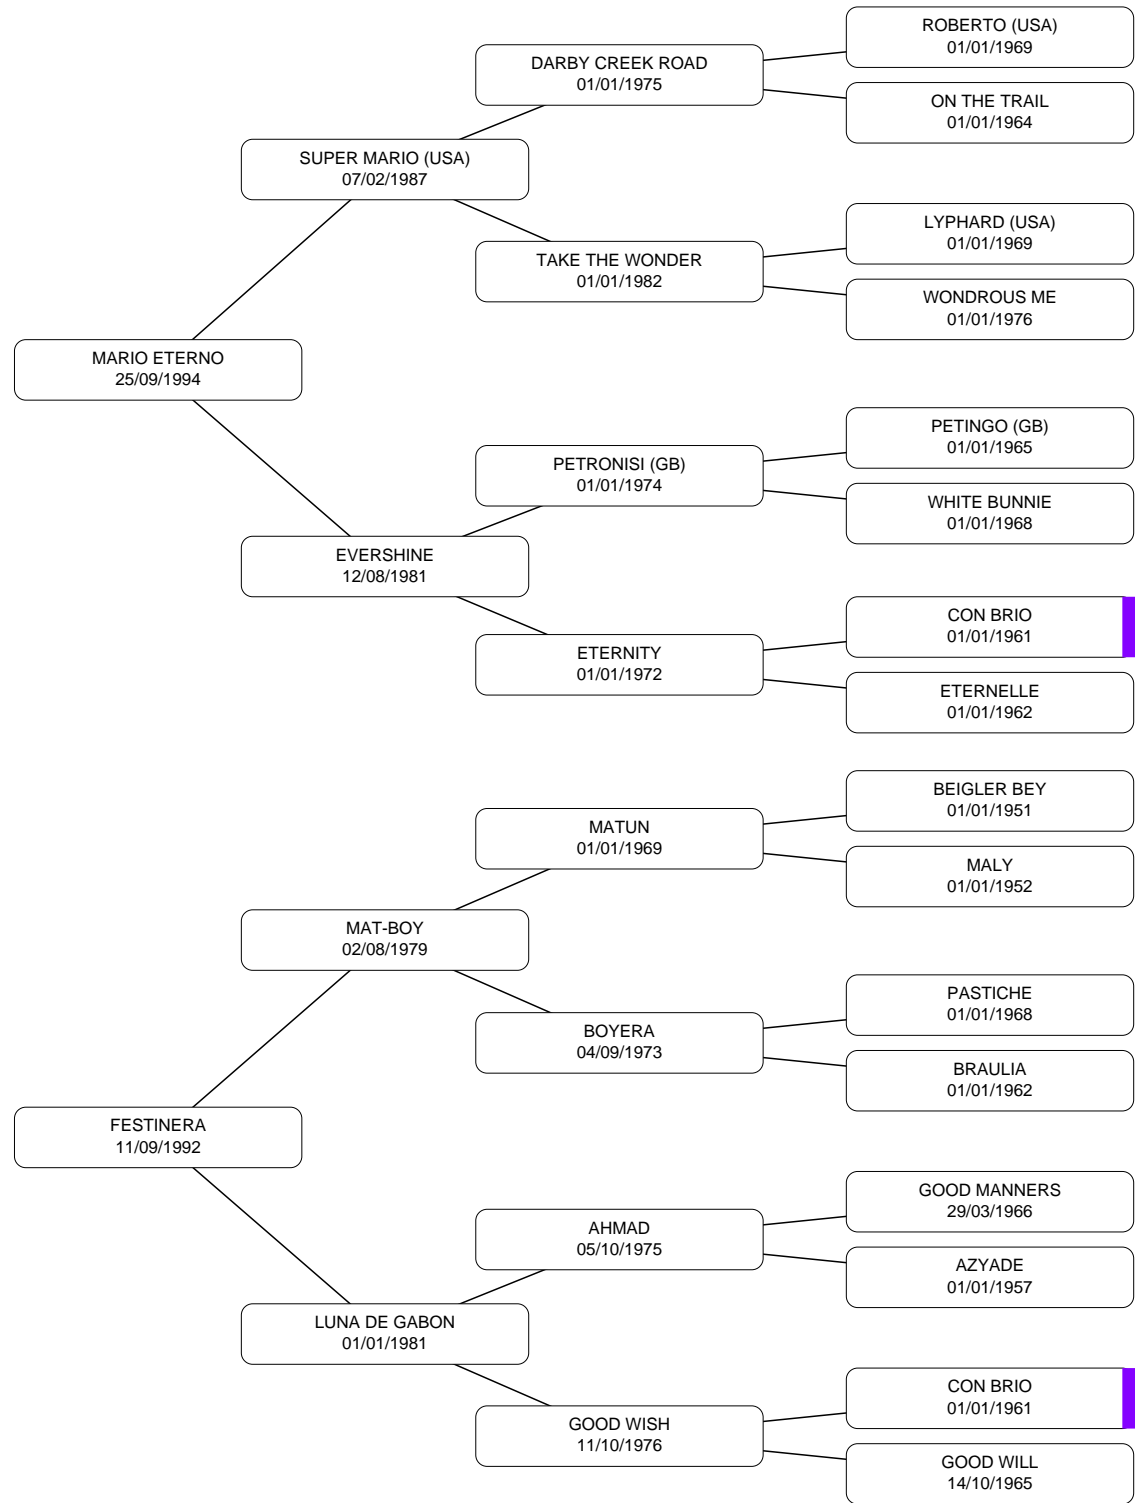 ROBERTO (USA)
01/01/1969
DARBY CREEK ROAD
01/01/1975
ON THE TRAIL
01/01/1964
SUPER MARIO (USA)
07/02/1987
LYPHARD (USA)
01/01/1969
TAKE THE WONDER
01/01/1982
WONDROUS ME
01/01/1976
MARIO ETERNO
25/09/1994
PETINGO (GB)
01/01/1965
PETRONISI (GB)
01/01/1974
WHITE BUNNIE
01/01/1968
EVERSHINE
12/08/1981
CON BRIO
01/01/1961
ETERNITY
01/01/1972
ETERNELLE
01/01/1962
BEIGLER BEY
01/01/1951
MATUN
01/01/1969
MALY
01/01/1952
MAT-BOY
02/08/1979
PASTICHE
01/01/1968
BOYERA
04/09/1973
BRAULIA
01/01/1962
FESTINERA
11/09/1992
GOOD MANNERS
29/03/1966
AHMAD
05/10/1975
AZYADE
01/01/1957
LUNA DE GABON
01/01/1981
CON BRIO
01/01/1961
GOOD WISH
11/10/1976
GOOD WILL
14/10/1965